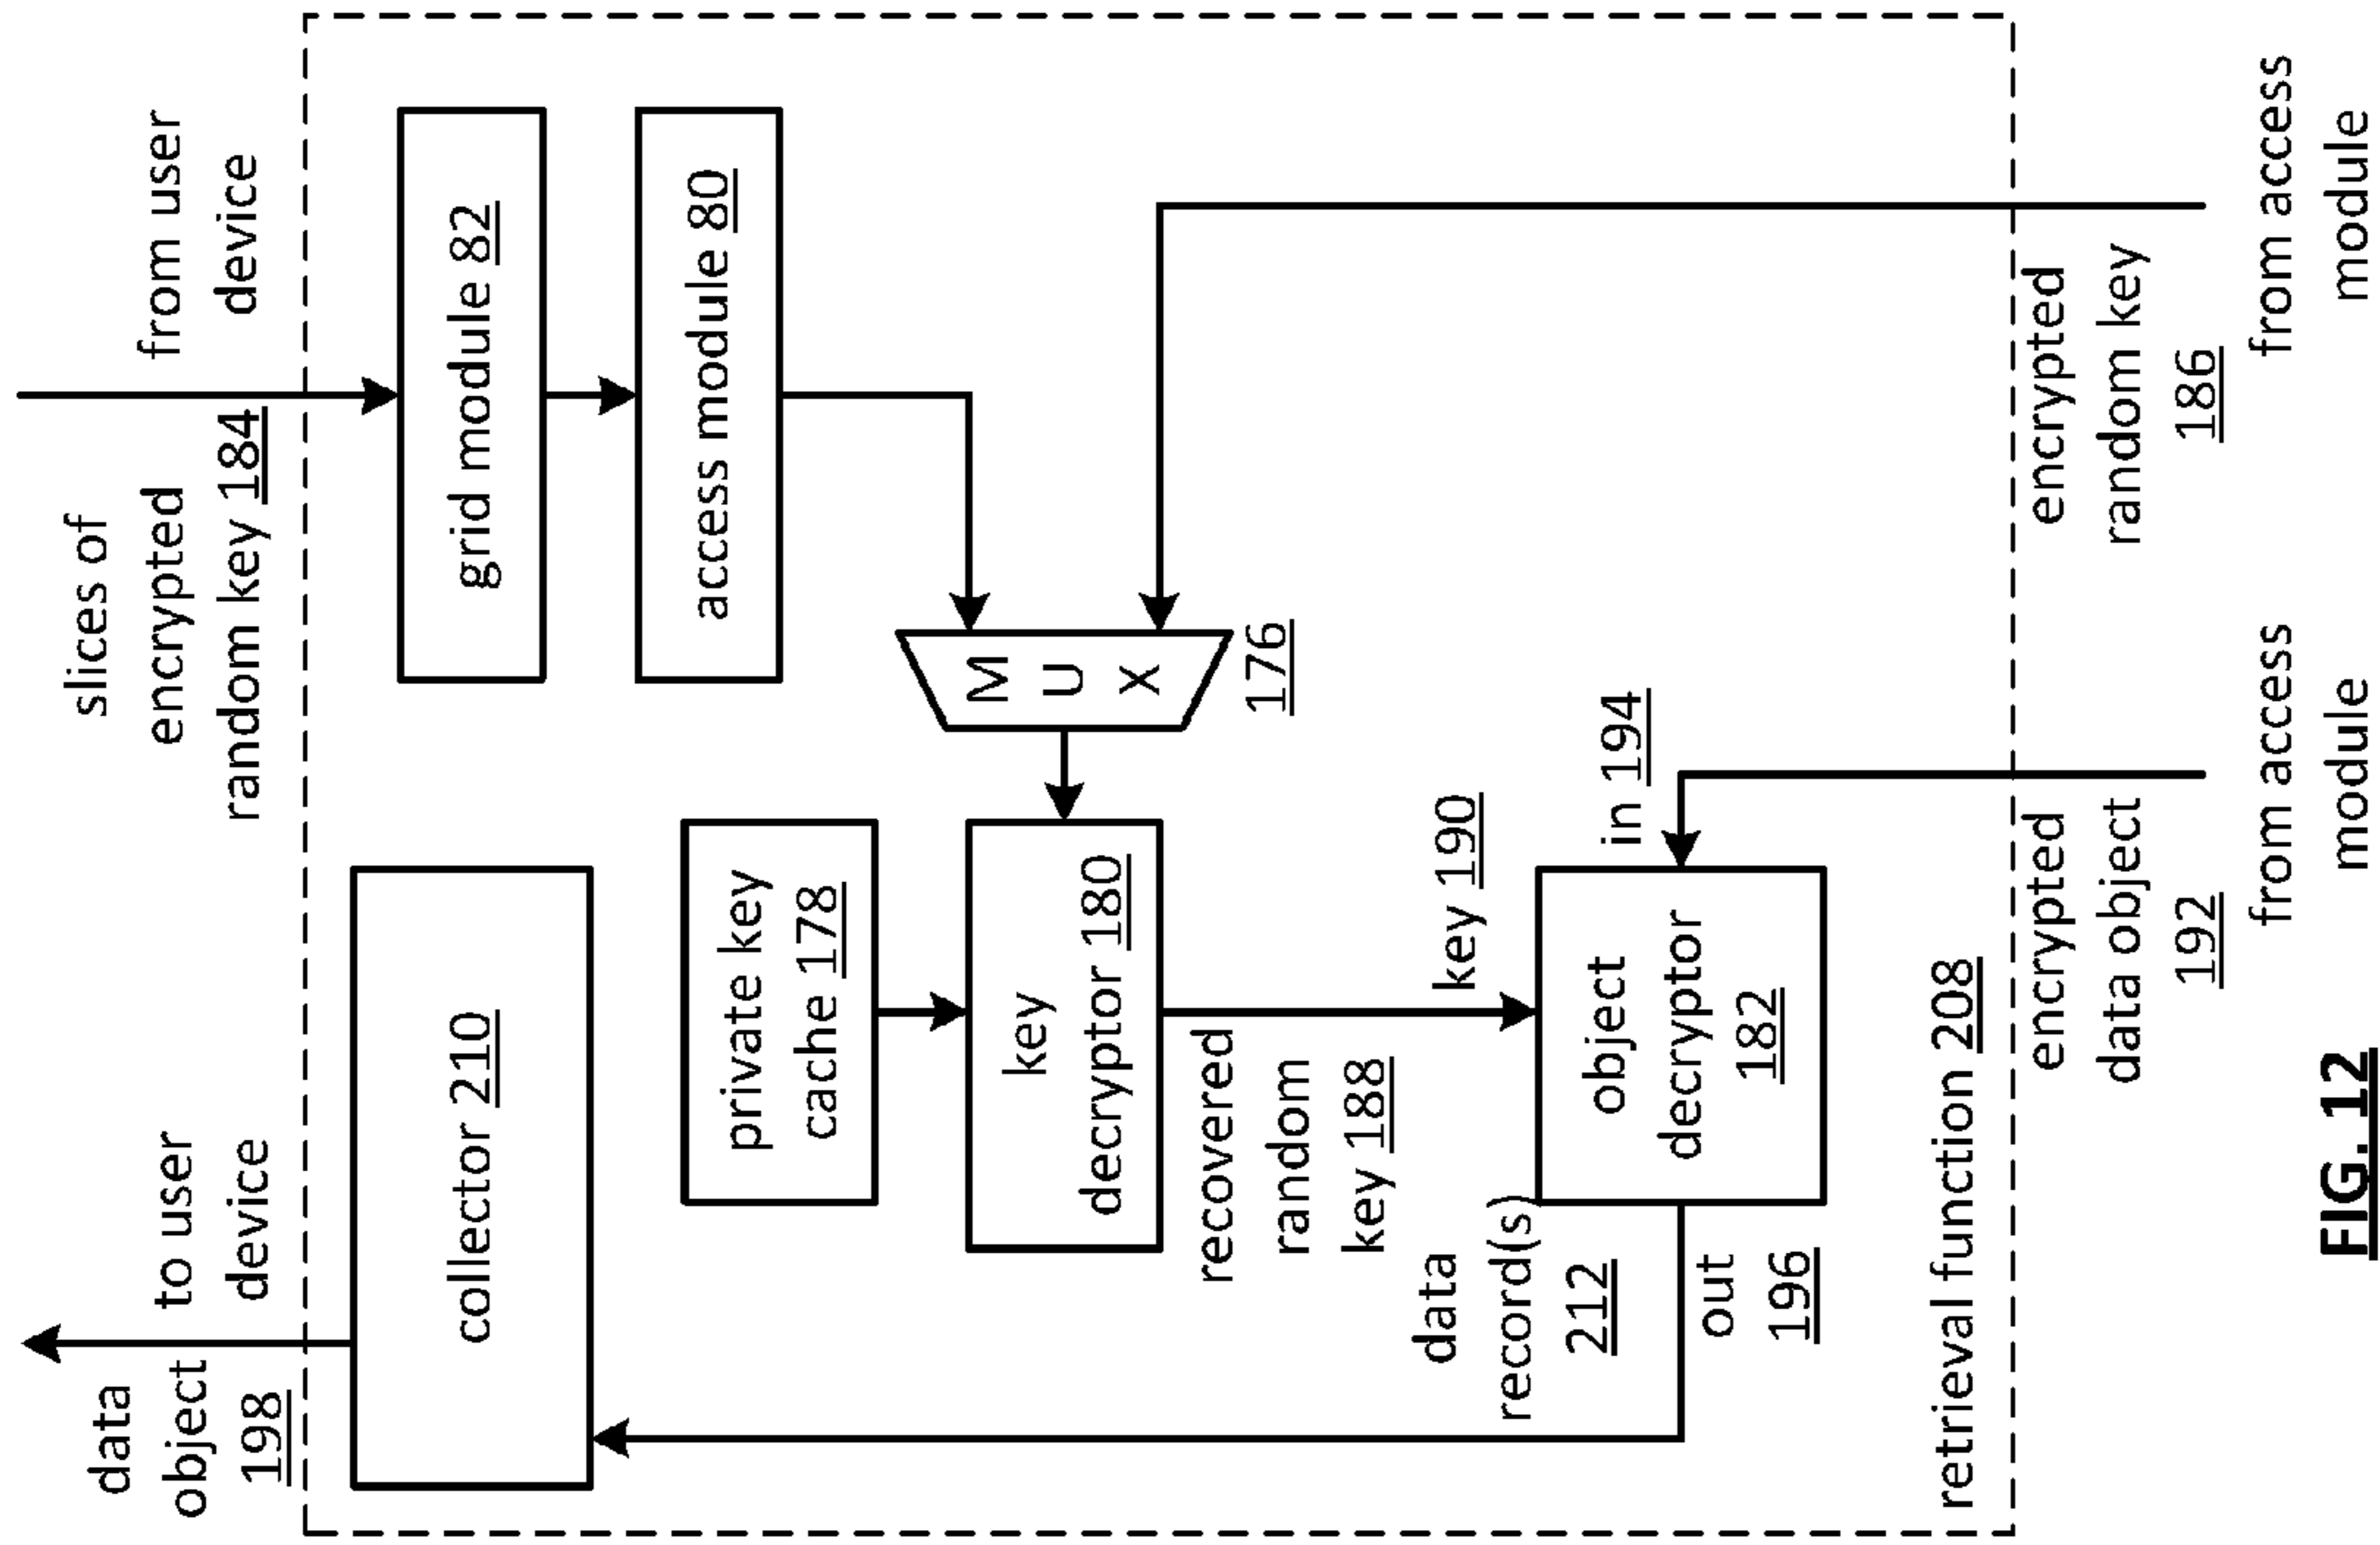 data
object
198
to user
device
slices of
encrypted
random key 184
from user
device
collector 210
grid module 82
access module 80
private key
cache 178
key
decryptor 180
M
U
X
176
recovered
random
key 188
key 190
in 194
data
record(s)
212
out
196
object
decryptor
182
retrieval function 208
encrypted
data object
192
from access
module
encrypted
random key
186
from access
module
FIG. 12